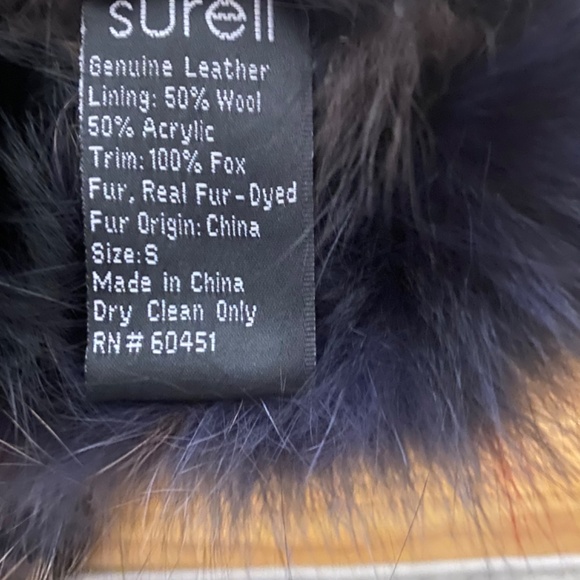 surell
Genuine Leather
Lining: 50% Wool
50% Acrylic
Trim: 100% Fox
Fur, Real Fur-Dyed
Fur Origin: China
Size:S
Made in China
Dry Clean Only
RN# 60451